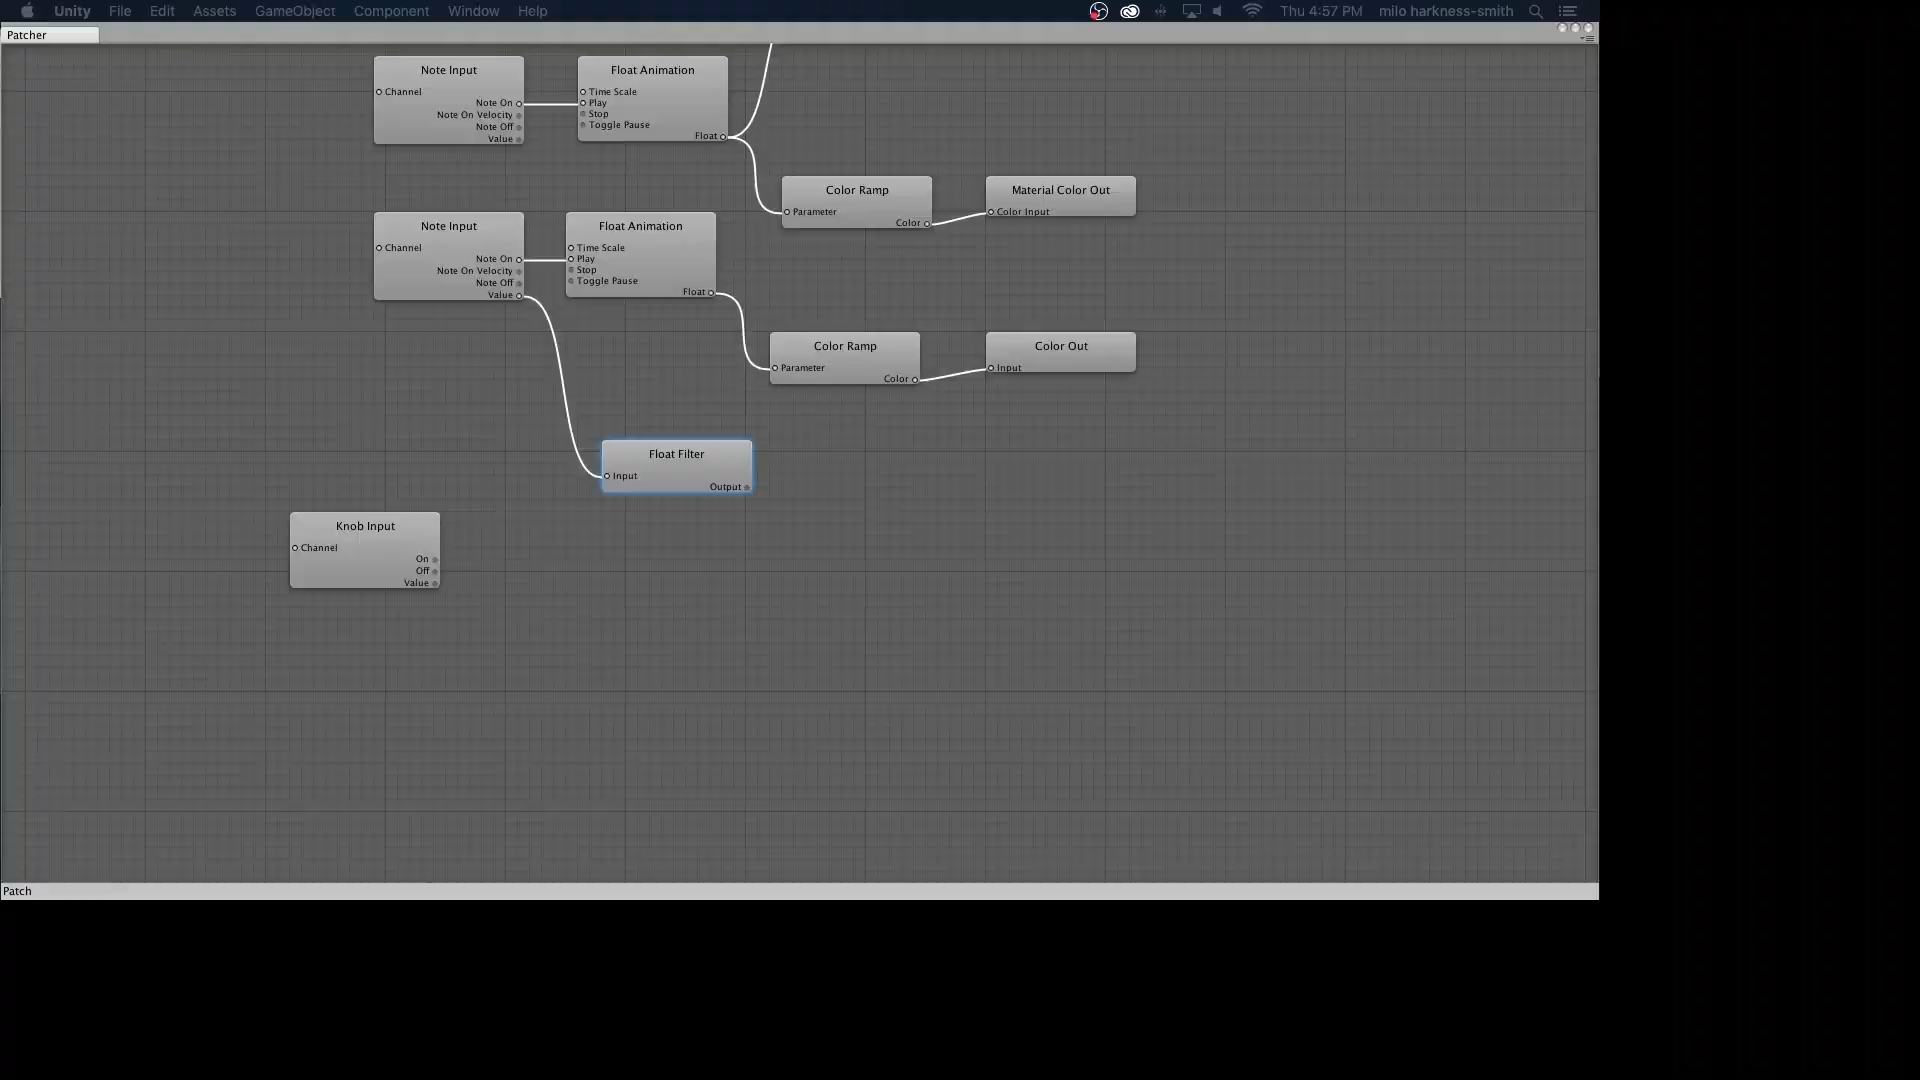 Unity File Edit Assets GameObject Component Window Help Thu 4:57 PM milo harkness-smith
Patcher
Note Input
Channel
Note On
Note On Velocity
Note Off
Value
Float Animation
Time Scale
Play
Stop
Toggle Pause
Float
Color Ramp
Parameter
Color
Material Color Out
Color Input
Note Input
Channel
Note On
Note On Velocity
Note Off
Value
Float Animation
Time Scale
Play
Stop
Toggle Pause
Float
Color Ramp
Parameter
Color
Color Out
Input
Float Filter
Input
Output
Knob Input
Channel
On
Off
Value
Patch